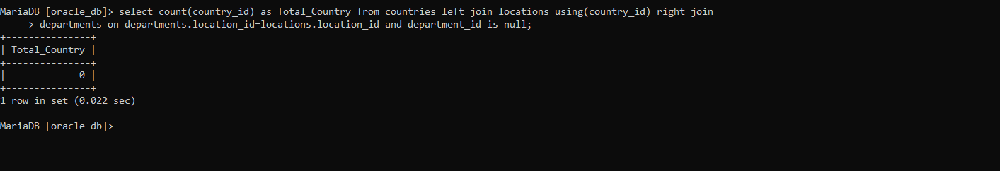 MariaDB [oracle_db]> select count(country_id) as Total_Country from countries left join locations using(country_id) right join
    -> departments on departments.location_id=locations.location_id and department_id is null;
+---------------+
| Total_Country |
+---------------+
|             0 |
+---------------+
1 row in set (0.022 sec)

MariaDB [oracle_db]>